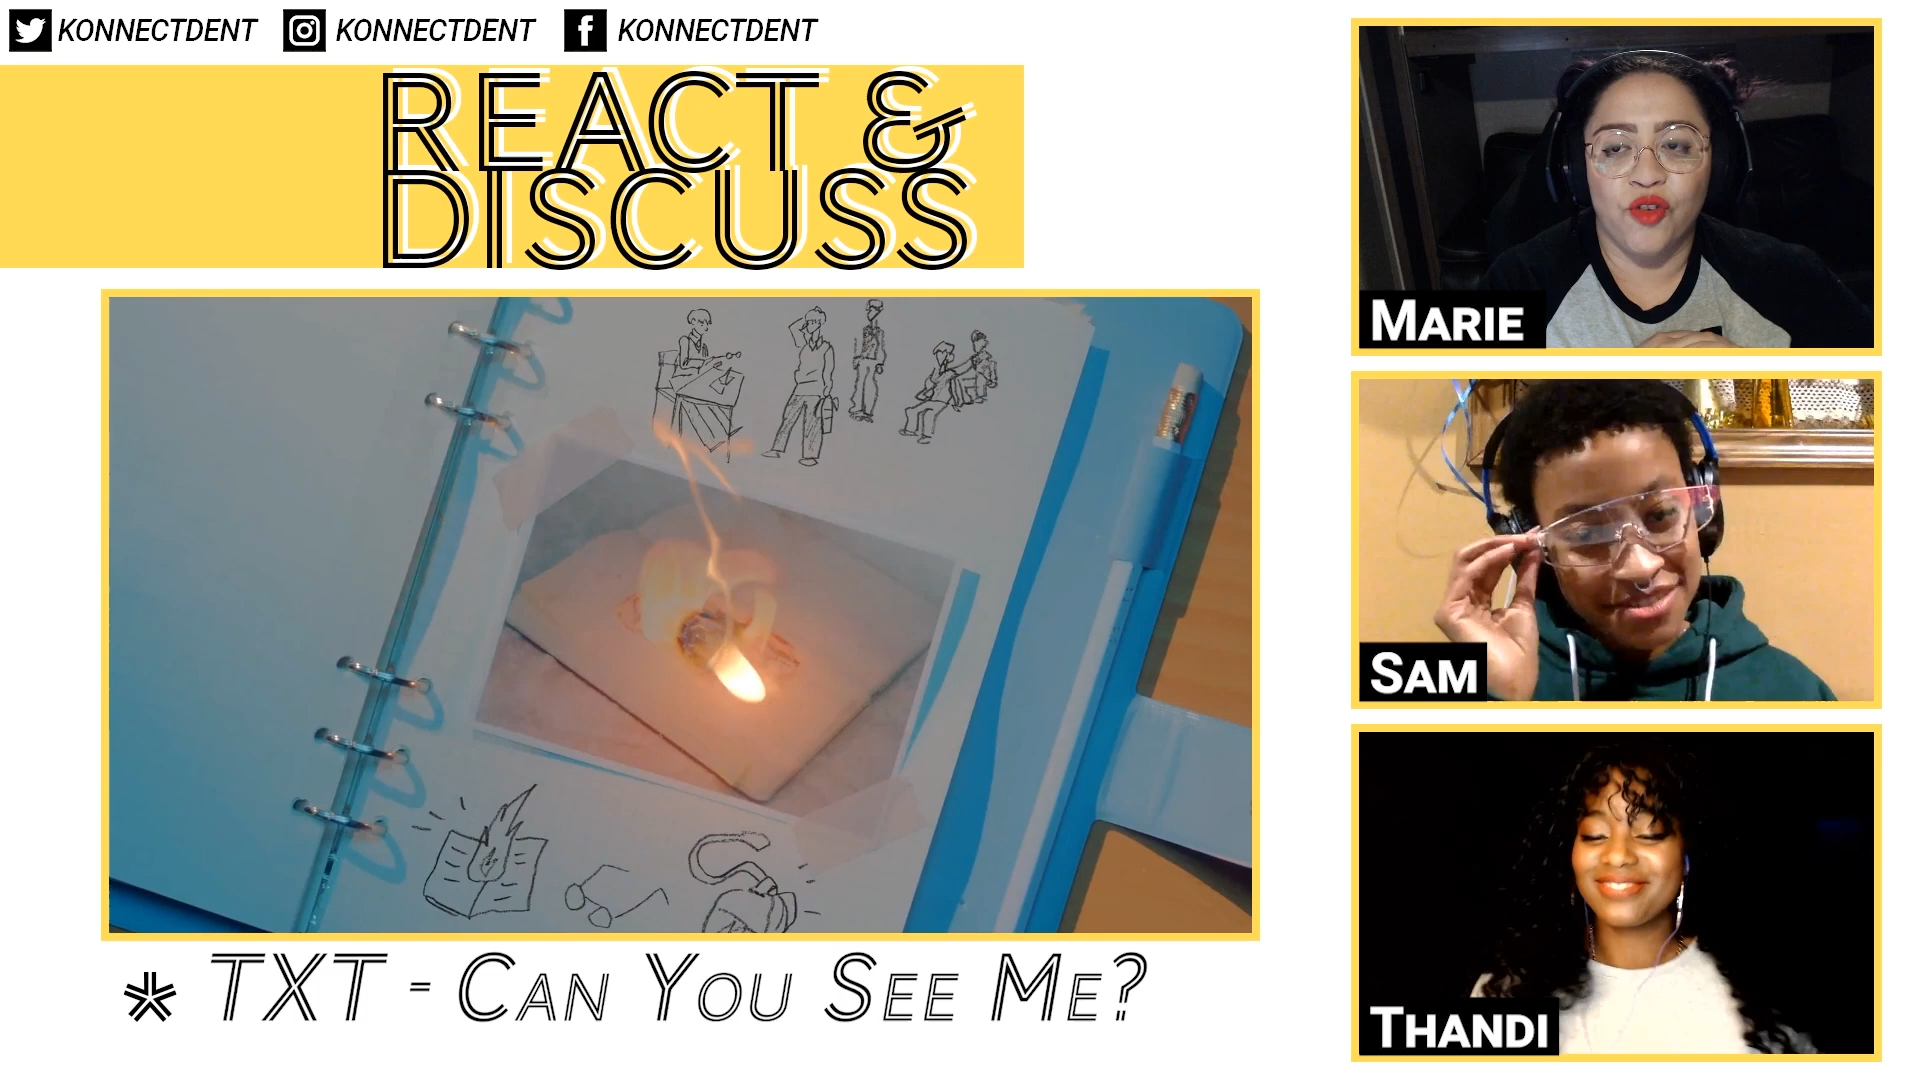 KONNECTDENT KONNECTDENT KONNECTDENT
REACT &
DISCUSS
MARIE
SAM
THANDI
* TXT - CAN YOU SEE ME?